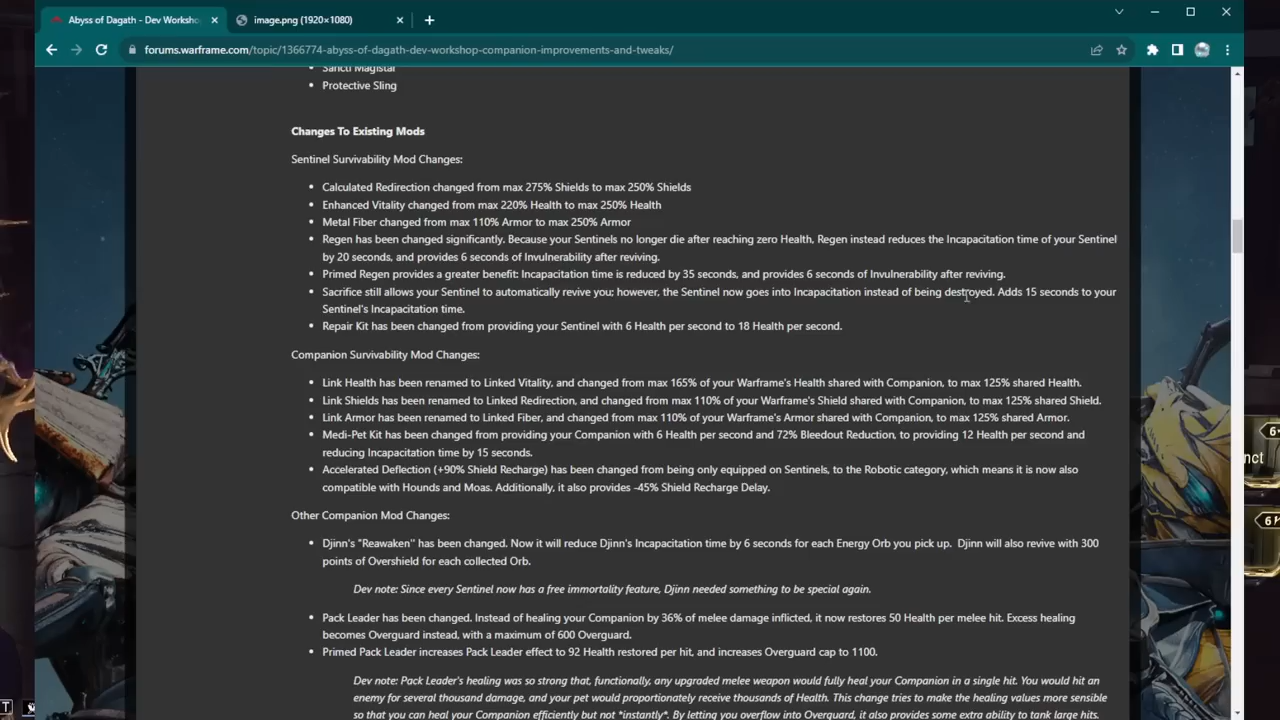 Abyss of Dagath - Dev Worksho
image.png (1920×1080)
forums.warframe.com/topic/1366774-abyss-of-dagath-dev-workshop-companion-improvements-and-tweaks/
• Sancti Magistar
• Protective Sling
Changes To Existing Mods
Sentinel Survivability Mod Changes:
• Calculated Redirection changed from max 275% Shields to max 250% Shields
• Enhanced Vitality changed from max 220% Health to max 250% Health
• Metal Fiber changed from max 110% Armor to max 250% Armor
• Regen has been changed significantly. Because your Sentinels no longer die after reaching zero Health, Regen instead reduces the Incapacitation time of your Sentinel
by 20 seconds, and provides 6 seconds of Invulnerability after reviving.
• Primed Regen provides a greater benefit: Incapacitation time is reduced by 35 seconds, and provides 6 seconds of Invulnerability after reviving.
• Sacrifice still allows your Sentinel to automatically revive you; however, the Sentinel now goes into Incapacitation instead of being destroyed. Adds 15 seconds to your
Sentinel's Incapacitation time.
• Repair Kit has been changed from providing your Sentinel with 6 Health per second to 18 Health per second.
Companion Survivability Mod Changes:
• Link Health has been renamed to Linked Vitality, and changed from max 165% of your Warframe's Health shared with Companion, to max 125% shared Health.
• Link Shields has been renamed to Linked Redirection, and changed from max 110% of your Warframe's Shield shared with Companion, to max 125% shared Shield.
• Link Armor has been renamed to Linked Fiber, and changed from max 110% of your Warframe's Armor shared with Companion, to max 125% shared Armor.
• Medi-Pet Kit has been changed from providing your Companion with 6 Health per second and 72% Bleedout Reduction, to providing 12 Health per second and
reducing Incapacitation time by 15 seconds.
• Accelerated Deflection (+90% Shield Recharge) has been changed from being only equipped on Sentinels, to the Robotic category, which means it is now also
compatible with Hounds and Moas. Additionally, it also provides -45% Shield Recharge Delay.
Other Companion Mod Changes:
• Djinn's "Reawaken" has been changed. Now it will reduce Djinn's Incapacitation time by 6 seconds for each Energy Orb you pick up.  Djinn will also revive with 300
points of Overshield for each collected Orb.
Dev note: Since every Sentinel now has a free immortality feature, Djinn needed something to be special again.
• Pack Leader has been changed. Instead of healing your Companion by 36% of melee damage inflicted, it now restores 50 Health per melee hit. Excess healing
becomes Overguard instead, with a maximum of 600 Overguard.
• Primed Pack Leader increases Pack Leader effect to 92 Health restored per hit, and increases Overguard cap to 1100.
Dev note: Pack Leader's healing was so strong that, functionally, any upgraded melee weapon would fully heal your Companion in a single hit. You would hit an
enemy for several thousand damage, and your pet would proportionately receive thousands of Health. This change tries to make the healing values more sensible
so that you can heal your Companion efficiently but not *instantly*. By letting you overflow into Overguard, it also provides some extra ability to tank large hits.
6
nct
6
T